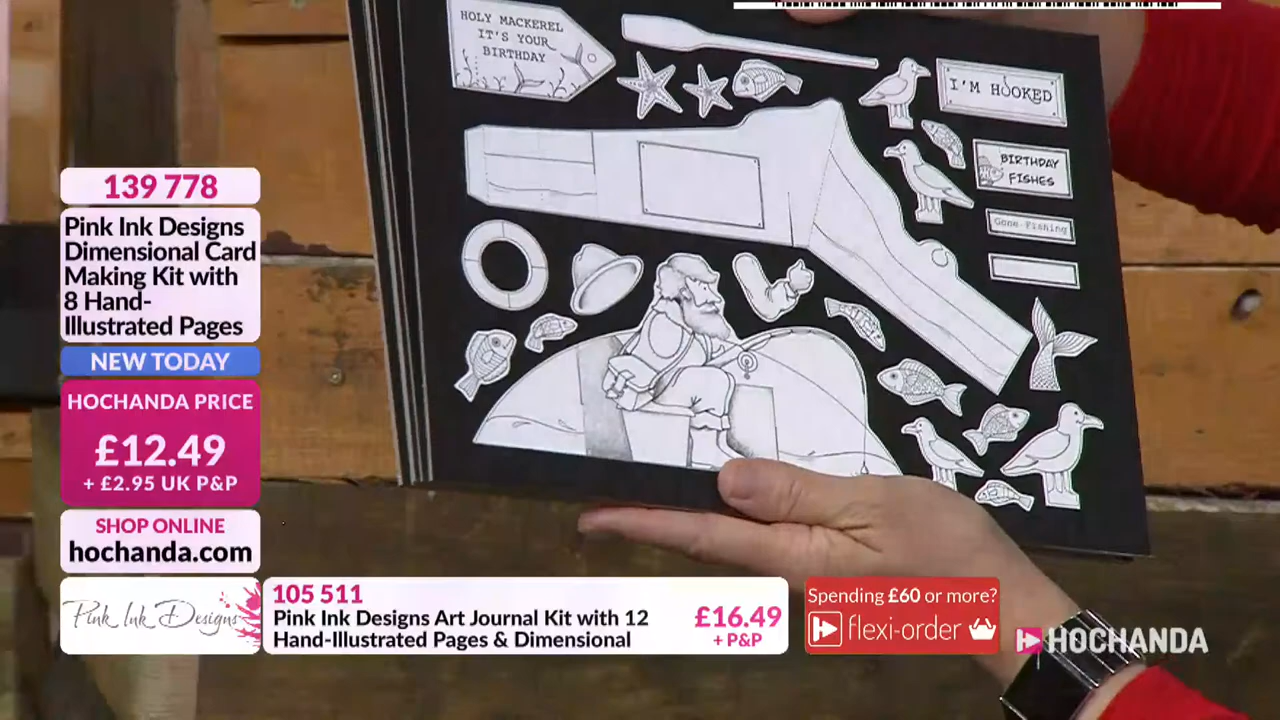 HOLY MACKEREL
IT'S YOUR
BIRTHDAY
I'M HOOKED
BIRTHDAY
FISHES
Gone Fishing
139 778
Pink Ink Designs
Dimensional Card
Making Kit with
8 Hand-
Illustrated Pages
NEW TODAY
HOCHANDA PRICE
£12.49
+ £2.95 UK P&P
SHOP ONLINE
hochanda.com
Pink Ink Designs
105 511
Pink Ink Designs Art Journal Kit with 12
Hand-Illustrated Pages & Dimensional
£16.49
+ P&P
Spending £60 or more?
flexi-order
HOCHANDA